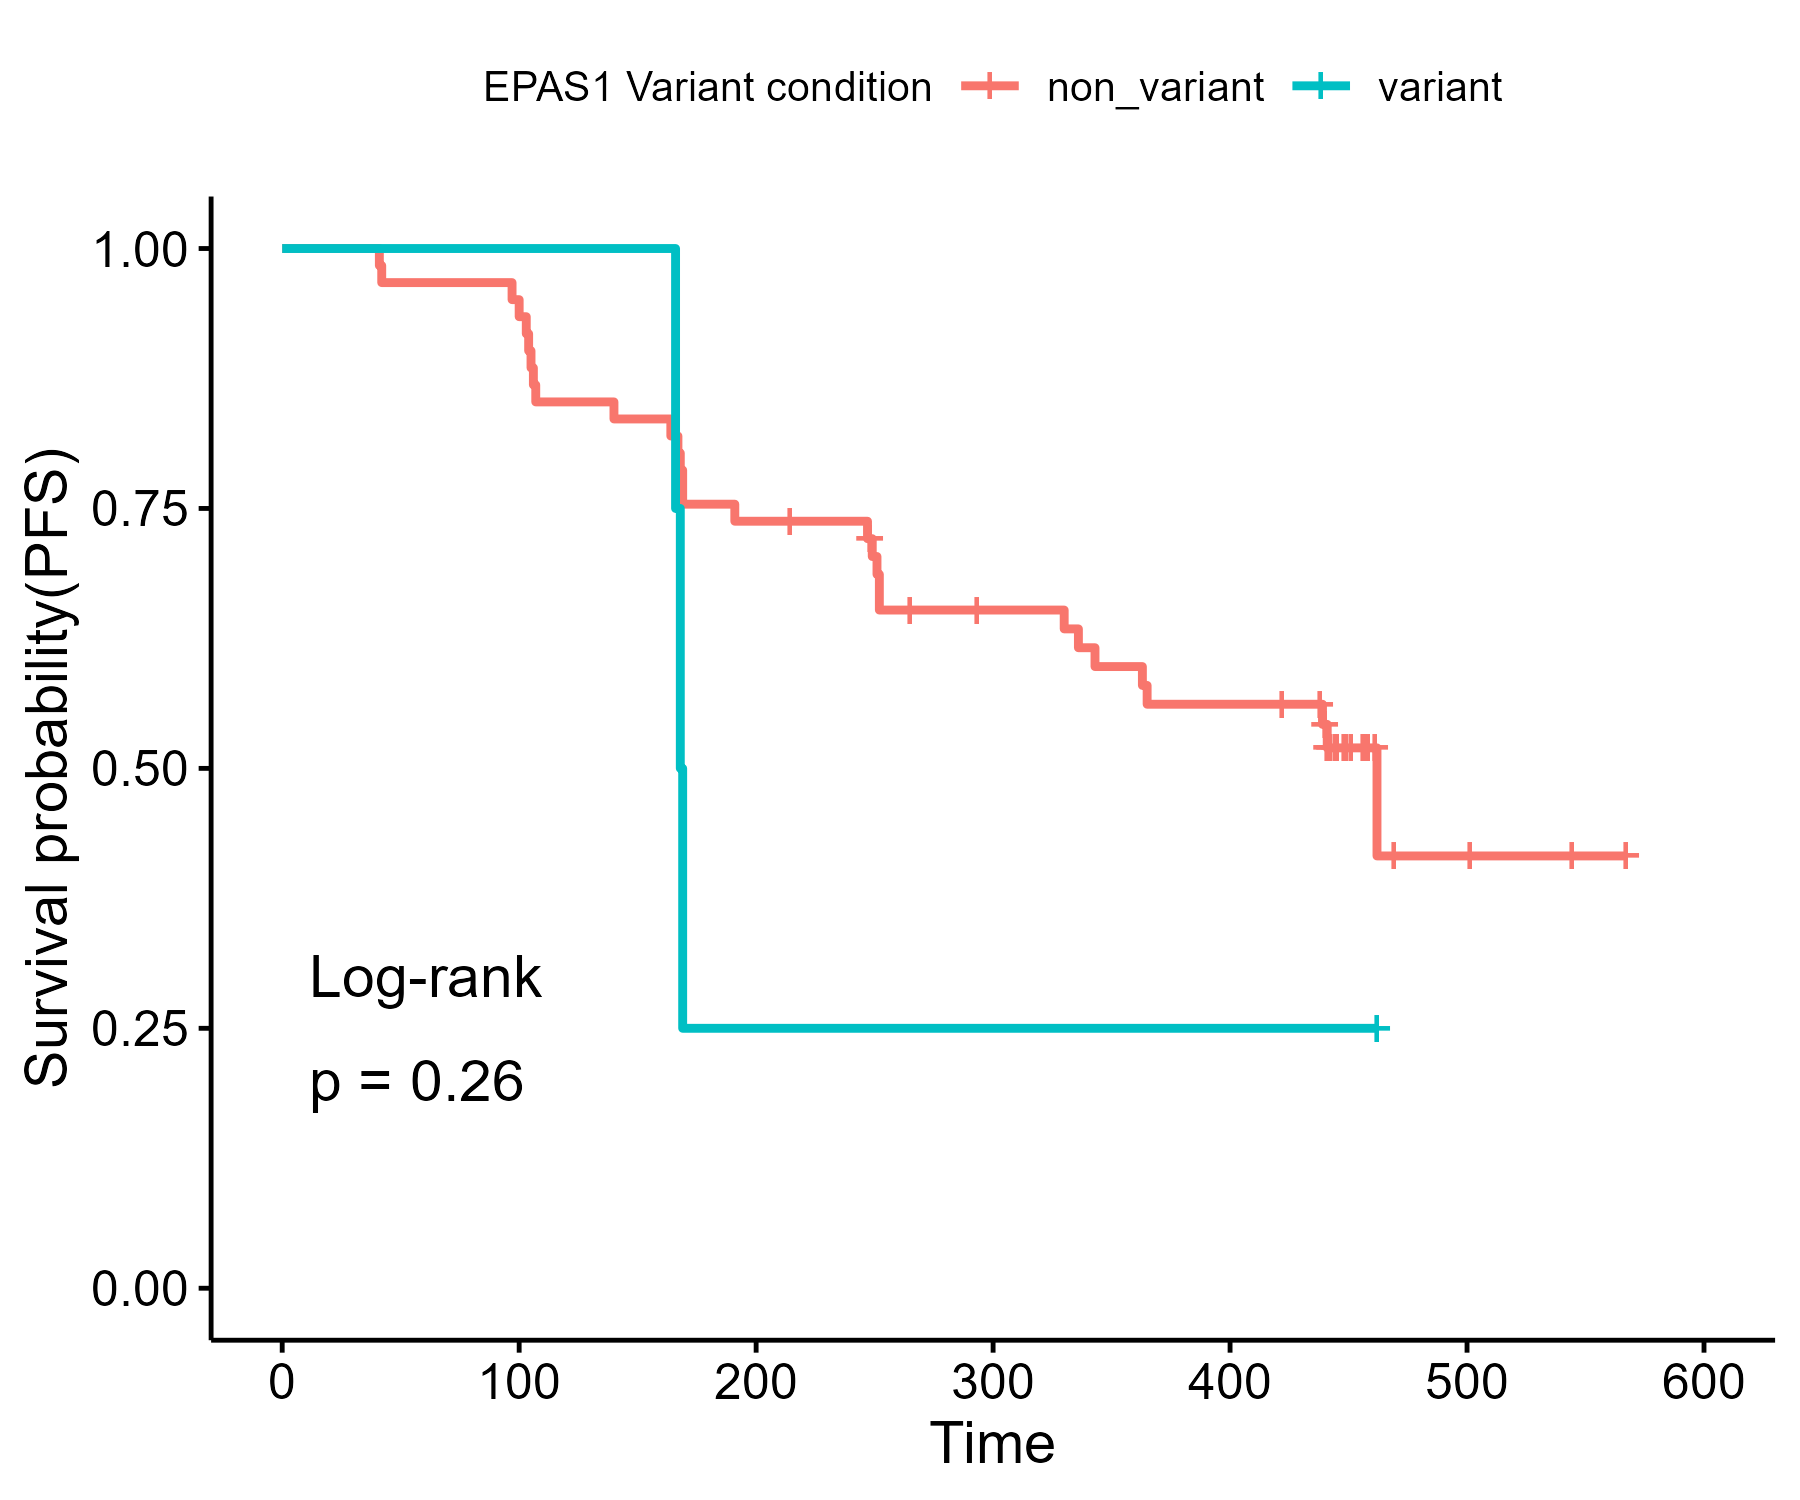 EPAS1 Variant condition non_variant variant
Survival probability(PFS)
1.00
0.75
0.50
0.25
0.00
Log-rank
p = 0.26
0 100 200 300 400 500 600
Time